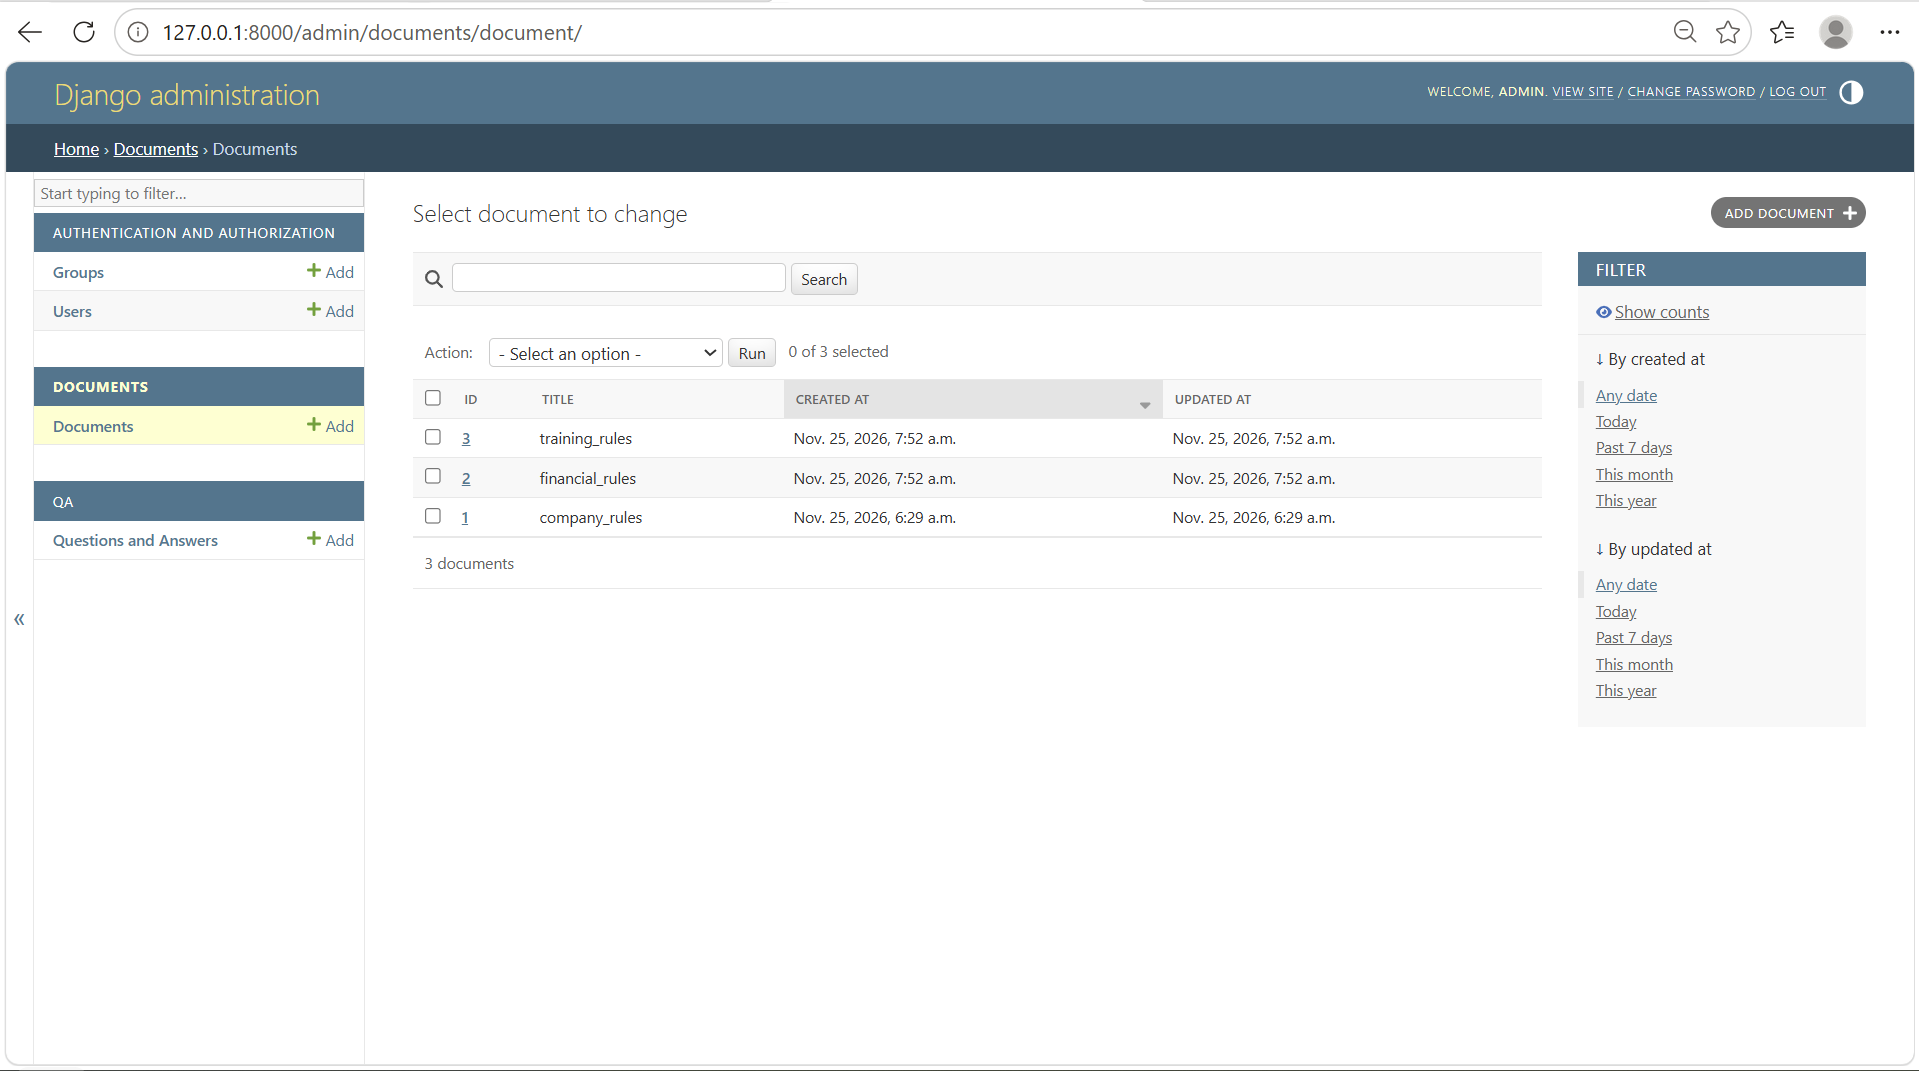 127.0.0.1:8000/admin/documents/document/
Django administration
WELCOME, ADMIN. VIEW SITE / CHANGE PASSWORD / LOG OUT
Home › Documents › Documents
Start typing to filter...
AUTHENTICATION AND AUTHORIZATION
Groups + Add
Users + Add
DOCUMENTS
Documents + Add
QA
Questions and Answers + Add
«
Select document to change
ADD DOCUMENT +
Search
Action: - Select an option - Run 0 of 3 selected
ID TITLE CREATED AT UPDATED AT
3 training_rules Nov. 25, 2026, 7:52 a.m. Nov. 25, 2026, 7:52 a.m.
2 financial_rules Nov. 25, 2026, 7:52 a.m. Nov. 25, 2026, 7:52 a.m.
1 company_rules Nov. 25, 2026, 6:29 a.m. Nov. 25, 2026, 6:29 a.m.
3 documents
FILTER
Show counts
↓ By created at
Any date
Today
Past 7 days
This month
This year
↓ By updated at
Any date
Today
Past 7 days
This month
This year